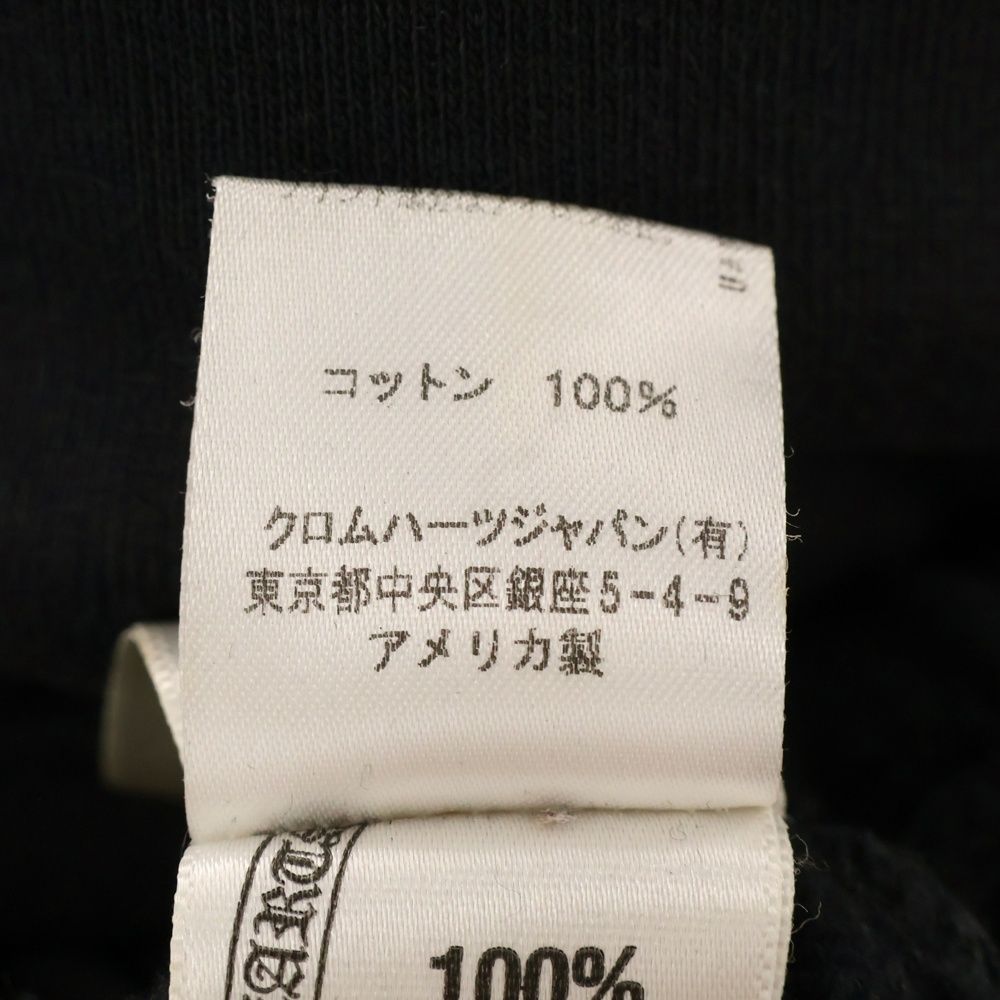 コットン 100%
クロムハーツジャパン(有)
東京都中央区銀座5-4-9
アメリカ製
100%